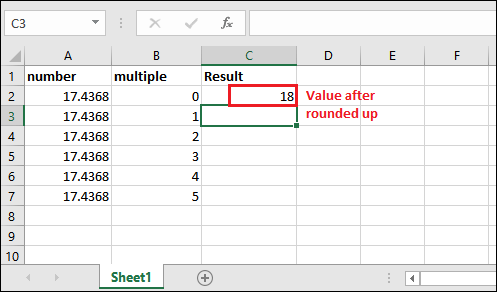 C3
A B C D E F
1 number multiple Result
2 17.4368 0 18 Value after
3 17.4368 1 rounded up
4 17.4368 2
5 17.4368 3
6 17.4368 4
7 17.4368 5
8
9
10
Sheet1